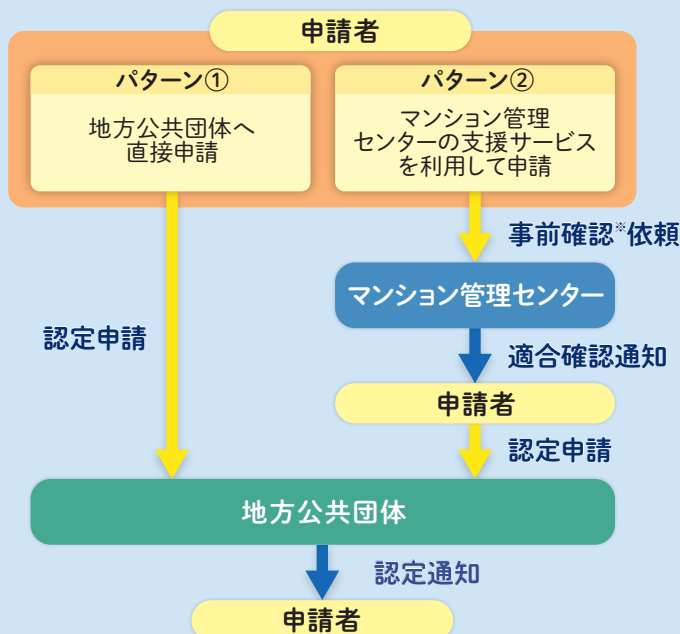 申請者
パターン①
地方公共団体へ
直接申請
パターン②
マンション管理
センターの支援サービス
を利用して申請
事前確認※依頼
マンション管理センター
認定申請
適合確認通知
申請者
認定申請
地方公共団体
認定通知
申請者